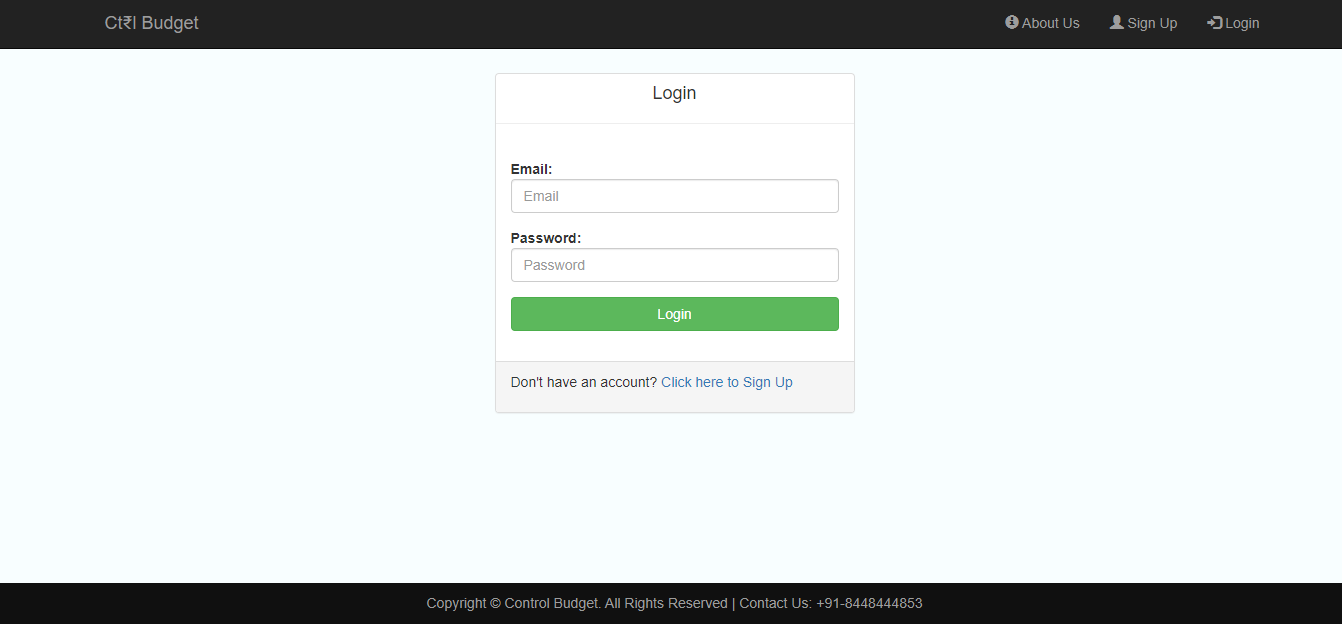 Ct₹l Budget
About Us
Sign Up
Login
Login
Email:
Email
Password:
Password
Login
Don't have an account? Click here to Sign Up
Copyright © Control Budget. All Rights Reserved | Contact Us: +91-8448444853